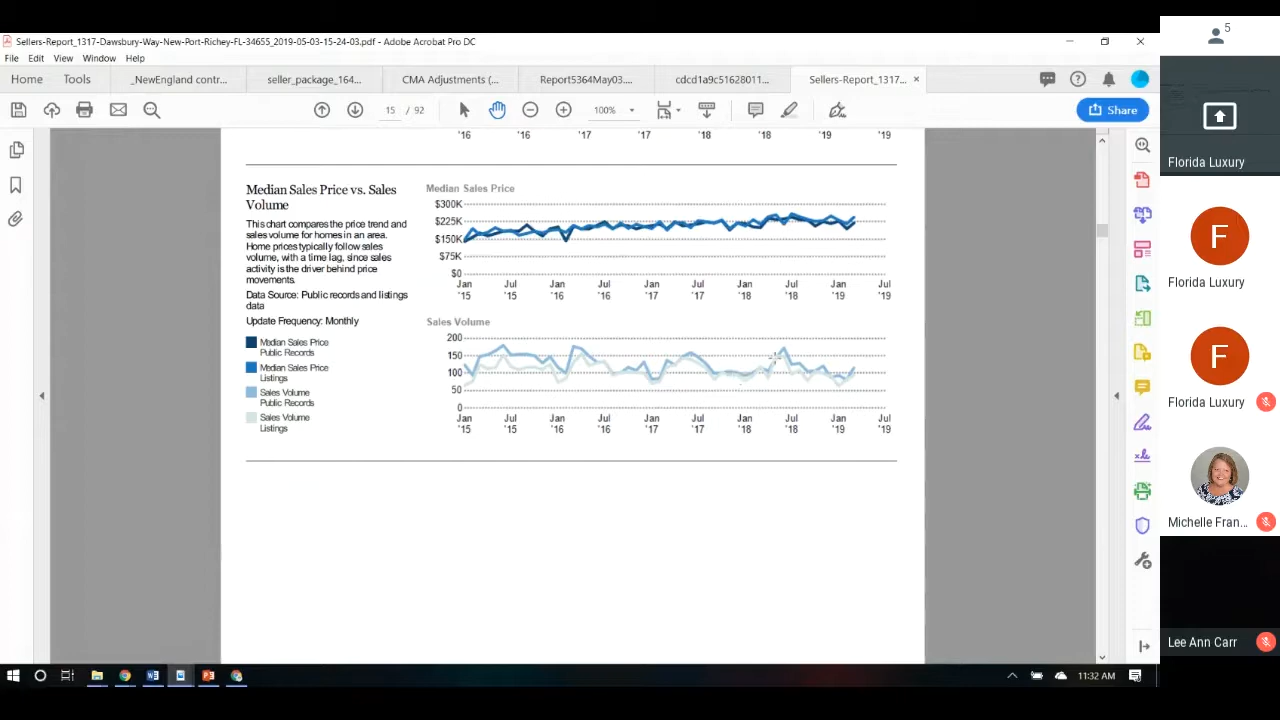 Sellers-Report_1317-Dawsbury-Way-New-Port-Richey-FL-34655_2019-05-03-15-24-03.pdf - Adobe Acrobat Pro DC
File Edit View Window Help
Home Tools _NewEngland contr... seller_package_164... CMA Adjustments (... Report5364May03.... cdcd1a9c51628011... Sellers-Report_1317... ×
15 / 92 100% Share
'16 '16 '17 '17 '18 '18 '19 '19
Median Sales Price vs. Sales
Volume
This chart compares the price trend and
sales volume for homes in an area.
Home prices typically follow sales
volume, with a time lag, since sales
activity is the driver behind price
movements.
Data Source: Public records and listings
data
Update Frequency: Monthly
Median Sales Price
Public Records
Median Sales Price
Listings
Sales Volume
Public Records
Sales Volume
Listings
Median Sales Price
$300K
$225K
$150K
$75K
$0
Jan Jul Jan Jul Jan Jul Jan Jul Jan Jul
'15 '15 '16 '16 '17 '17 '18 '18 '19 '19
Sales Volume
200
150
100
50
0
Jan Jul Jan Jul Jan Jul Jan Jul Jan Jul
'15 '15 '16 '16 '17 '17 '18 '18 '19 '19
11:32 AM
5
Florida Luxury
F
Florida Luxury
F
Florida Luxury
Michelle Fran...
Lee Ann Carr